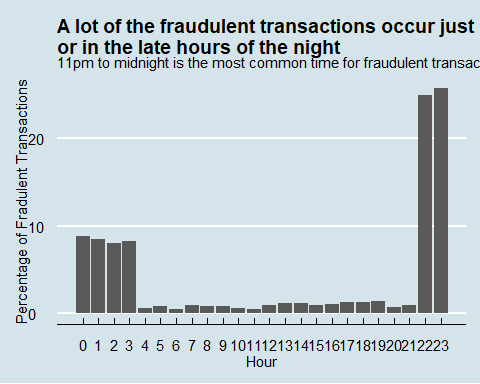 A lot of the fraudulent transactions occur just
or in the late hours of the night
11pm to midnight is the most common time for fraudulent transac
Percentage of Fradulent Transactions
20
10
0
0 1 2 3 4 5 6 7 8 9 10 11 12 13 14 15 16 17 18 19 20 21 22 23
Hour